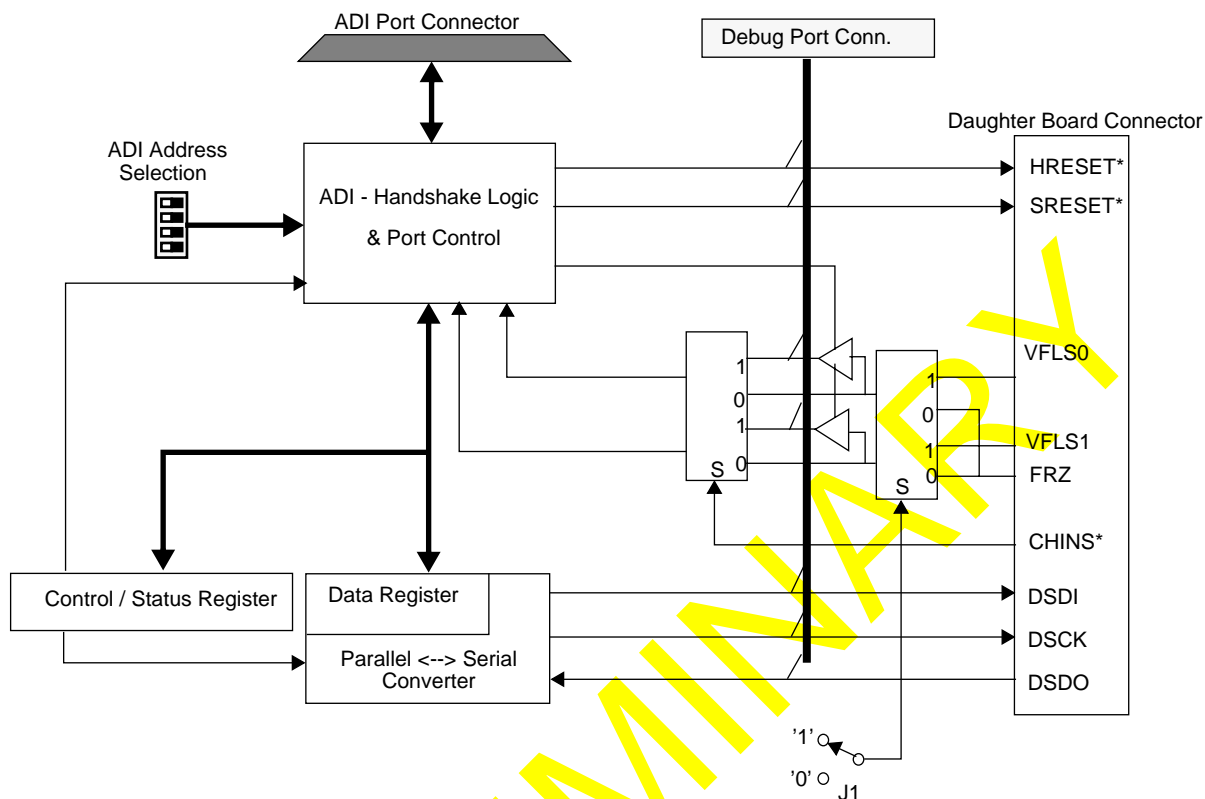 ADI Port Connector
Debug Port Conn.
Daughter Board Connector
ADI Address
Selection
ADI - Handshake Logic
& Port Control
HRESET*
SRESET*
VFLS0
1
0
1
0
S
1
0
1
0
S
VFLS1
FRZ
CHINS*
Control / Status Register
Data Register
Parallel <--> Serial
Converter
DSDI
DSCK
DSDO
'1'
'0'
J1
MINARY